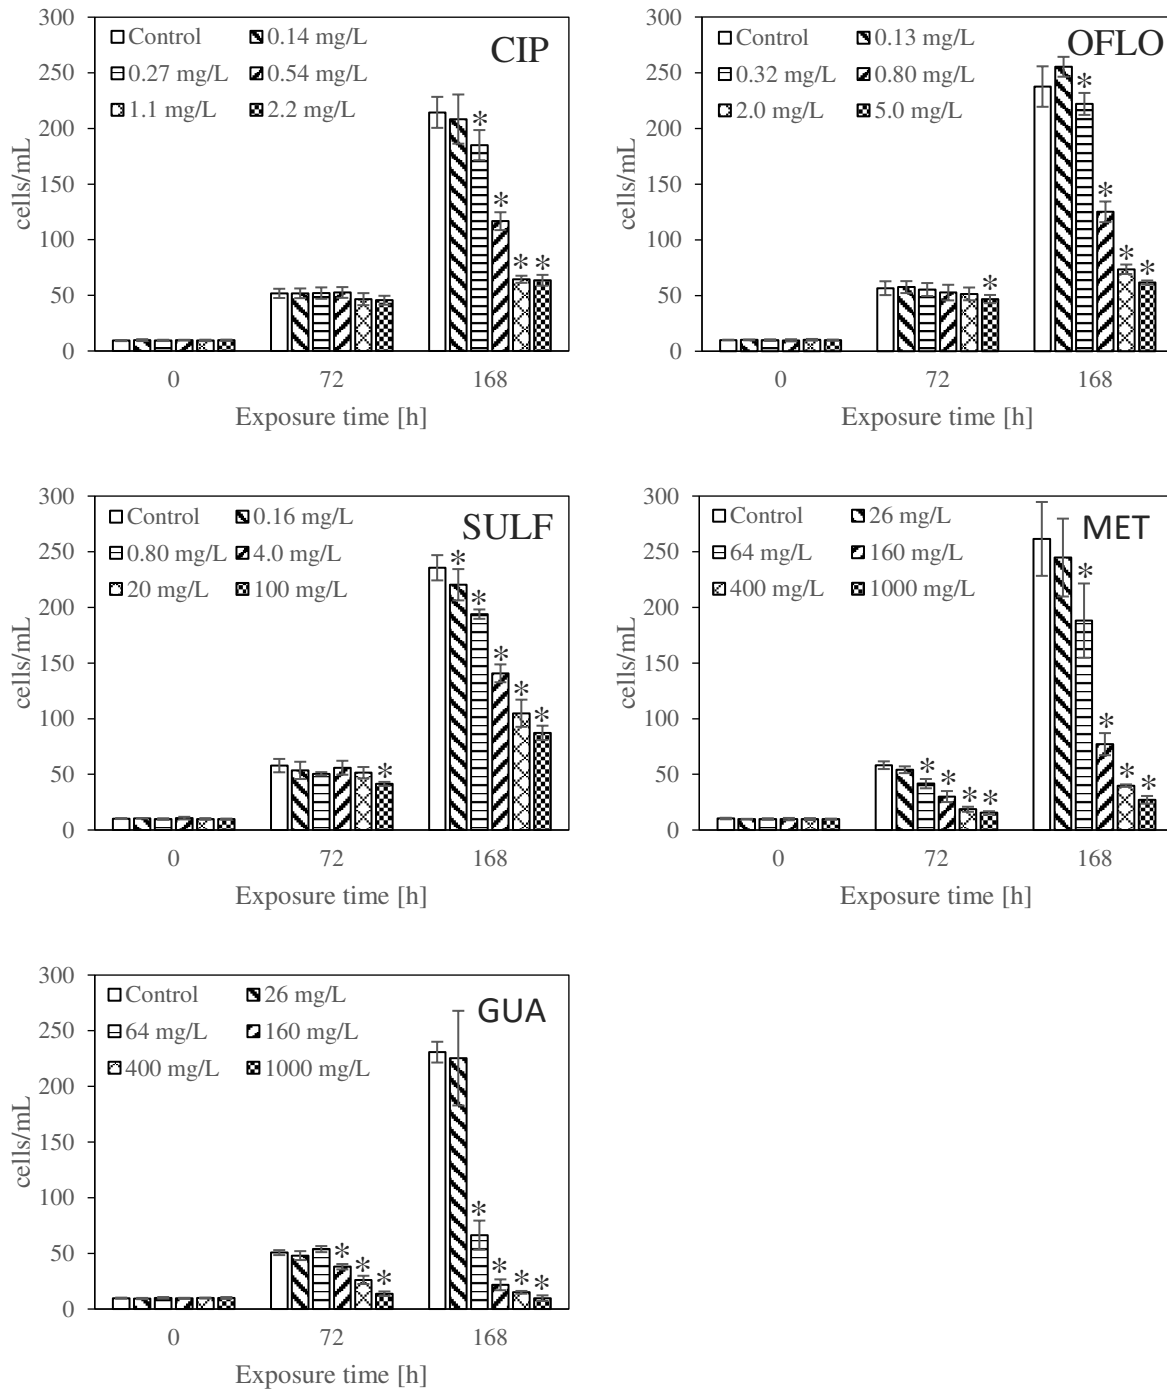 CIP
Control 0.14 mg/L
0.27 mg/L 0.54 mg/L
1.1 mg/L 2.2 mg/L
cells/mL
300
250
200
150
100
50
0
* * * *
0 72 168
Exposure time [h]
OFLO
Control 0.13 mg/L
0.32 mg/L 0.80 mg/L
2.0 mg/L 5.0 mg/L
cells/mL
300
250
200
150
100
50
0
* * * * *
0 72 168
Exposure time [h]
SULF
Control 0.16 mg/L
0.80 mg/L 4.0 mg/L
20 mg/L 100 mg/L
cells/mL
300
250
200
150
100
50
0
* * * * * *
0 72 168
Exposure time [h]
MET
Control 26 mg/L
64 mg/L 160 mg/L
400 mg/L 1000 mg/L
cells/mL
300
250
200
150
100
50
0
* * * * * * * *
0 72 168
Exposure time [h]
GUA
Control 26 mg/L
64 mg/L 160 mg/L
400 mg/L 1000 mg/L
cells/mL
300
250
200
150
100
50
0
* * * * * * *
0 72 168
Exposure time [h]